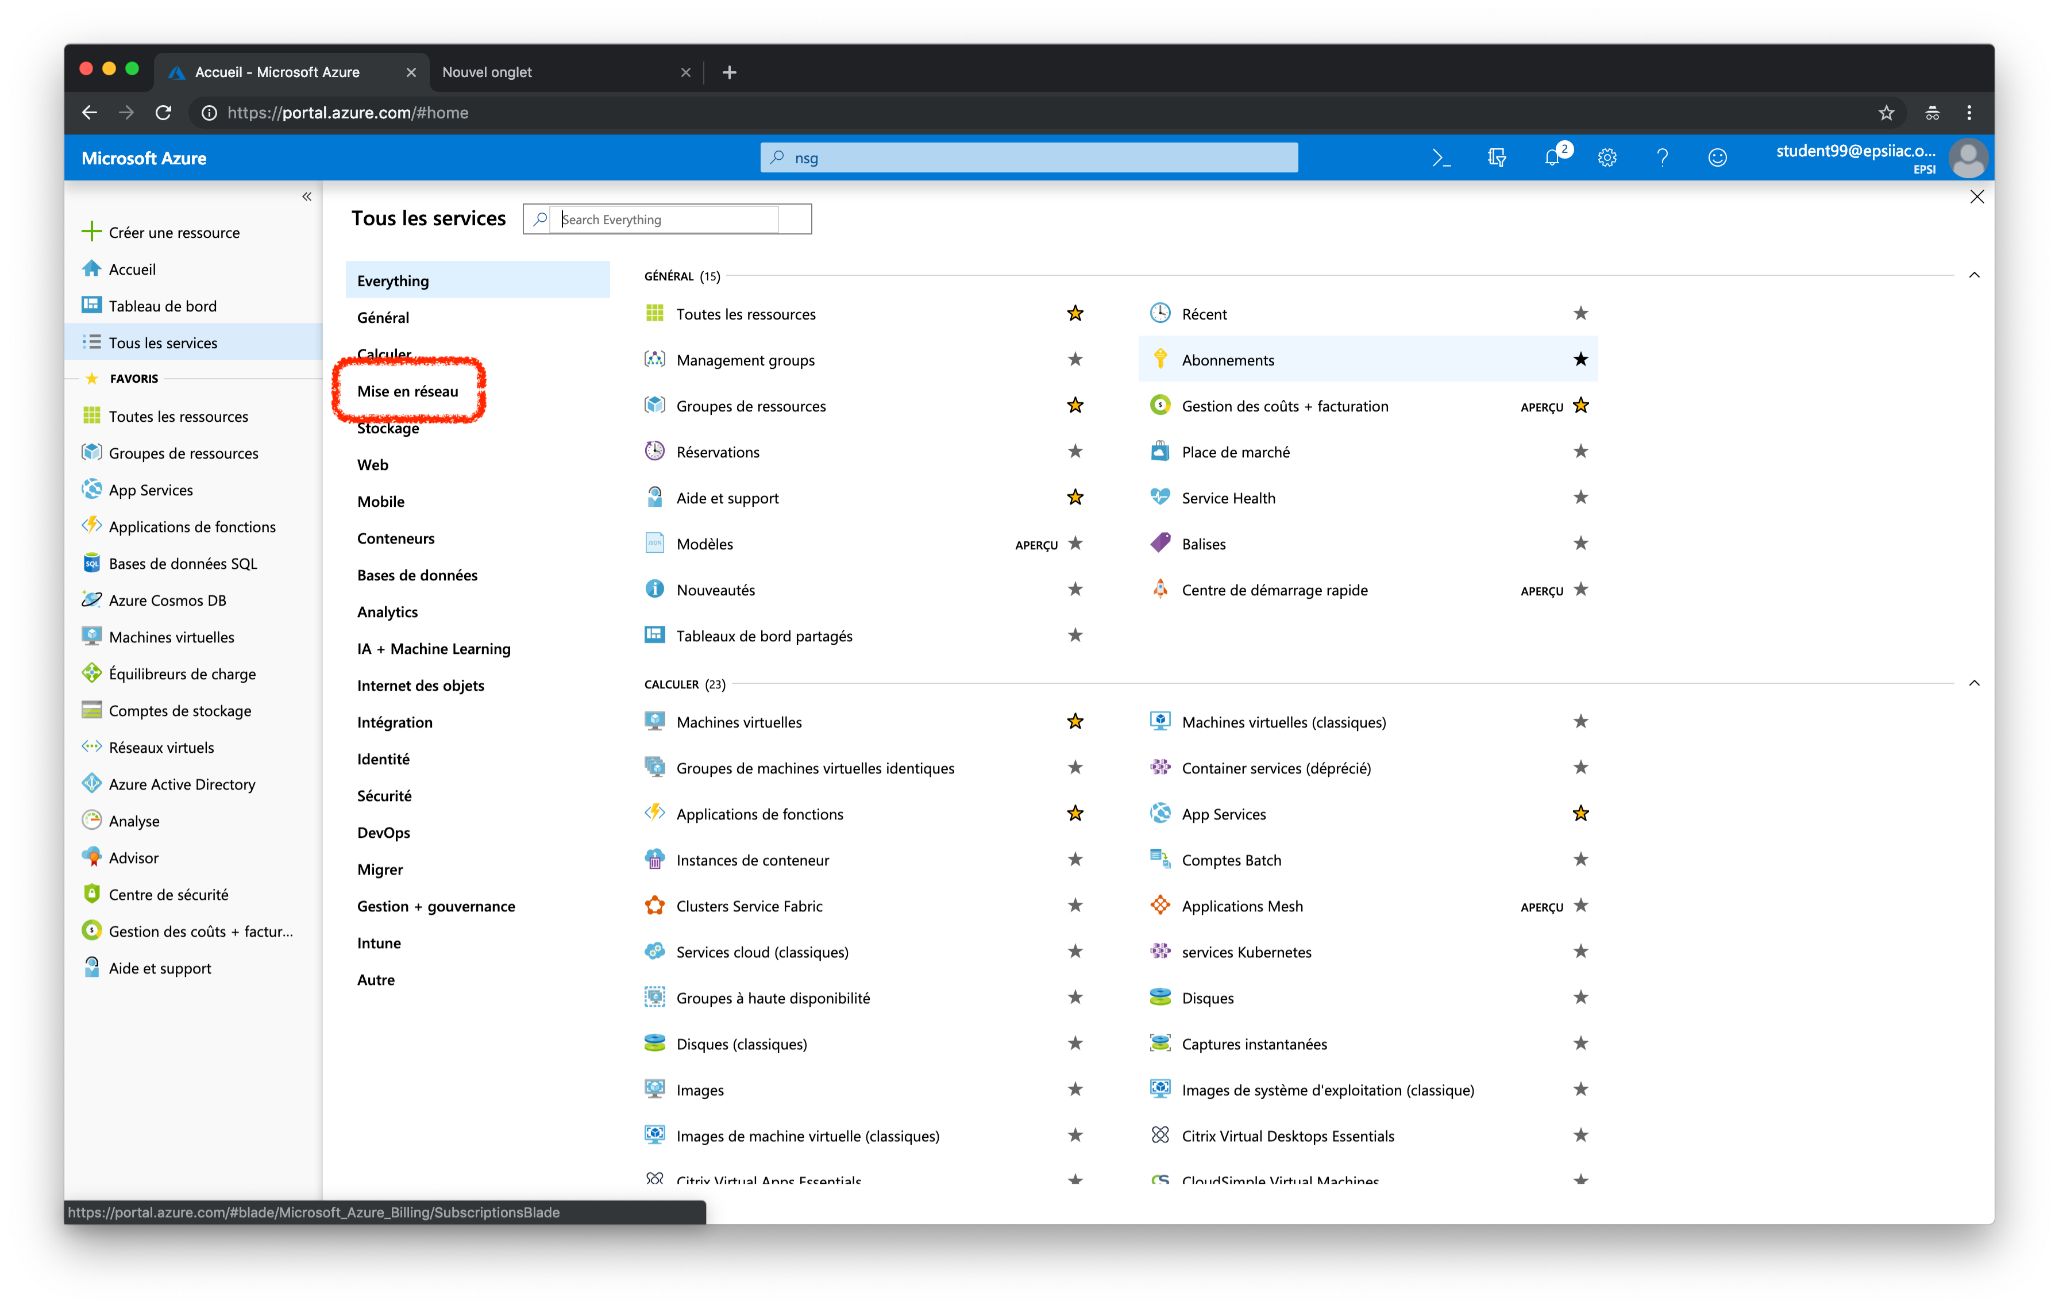 Accueil - Microsoft Azure
Nouvel onglet
https://portal.azure.com/#home
Microsoft Azure
nsg
2
student99@epsiiac.o...
EPSI
Créer une ressource
Accueil
Tableau de bord
Tous les services
FAVORIS
Toutes les ressources
Groupes de ressources
App Services
Applications de fonctions
Bases de données SQL
Azure Cosmos DB
Machines virtuelles
Équilibreurs de charge
Comptes de stockage
Réseaux virtuels
Azure Active Directory
Analyse
Advisor
Centre de sécurité
Gestion des coûts + factur...
Aide et support
Tous les services
Search Everything
Everything
Général
Calculer
Mise en réseau
Stockage
Web
Mobile
Conteneurs
Bases de données
Analytics
IA + Machine Learning
Internet des objets
Intégration
Identité
Sécurité
DevOps
Migrer
Gestion + gouvernance
Intune
Autre
GÉNÉRAL (15)
Toutes les ressources
Récent
Management groups
Abonnements
Groupes de ressources
Gestion des coûts + facturation APERÇU
Réservations
Place de marché
Aide et support
Service Health
Modèles APERÇU
Balises
Nouveautés
Centre de démarrage rapide APERÇU
Tableaux de bord partagés
CALCULER (23)
Machines virtuelles
Machines virtuelles (classiques)
Groupes de machines virtuelles identiques
Container services (déprécié)
Applications de fonctions
App Services
Instances de conteneur
Comptes Batch
Clusters Service Fabric
Applications Mesh APERÇU
Services cloud (classiques)
services Kubernetes
Groupes à haute disponibilité
Disques
Disques (classiques)
Captures instantanées
Images
Images de système d'exploitation (classique)
Images de machine virtuelle (classiques)
Citrix Virtual Desktops Essentials
Citrix Virtual Apps Essentials
CloudSimple Virtual Machines
https://portal.azure.com/#blade/Microsoft_Azure_Billing/SubscriptionsBlade